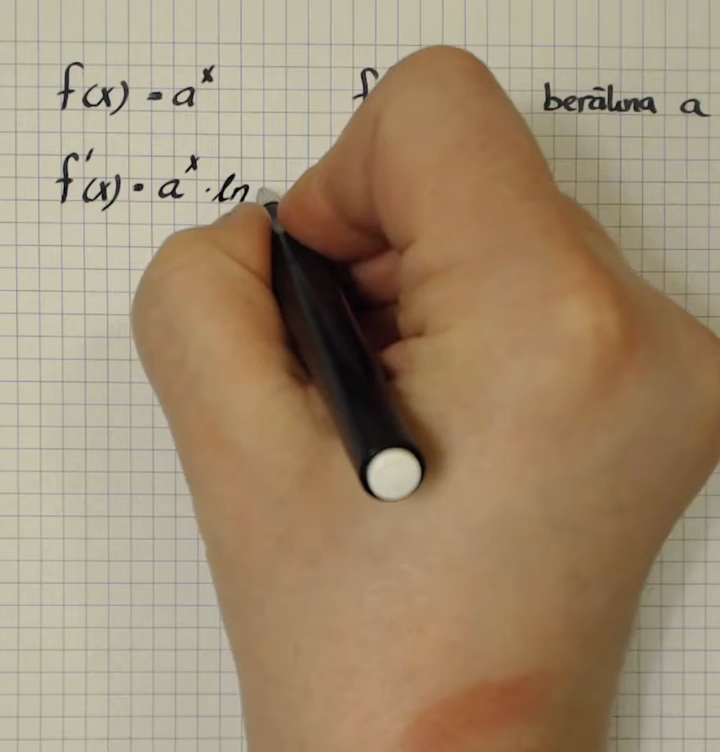 f(x) = a^x f beräkna a
f'(x) = a^x · ln